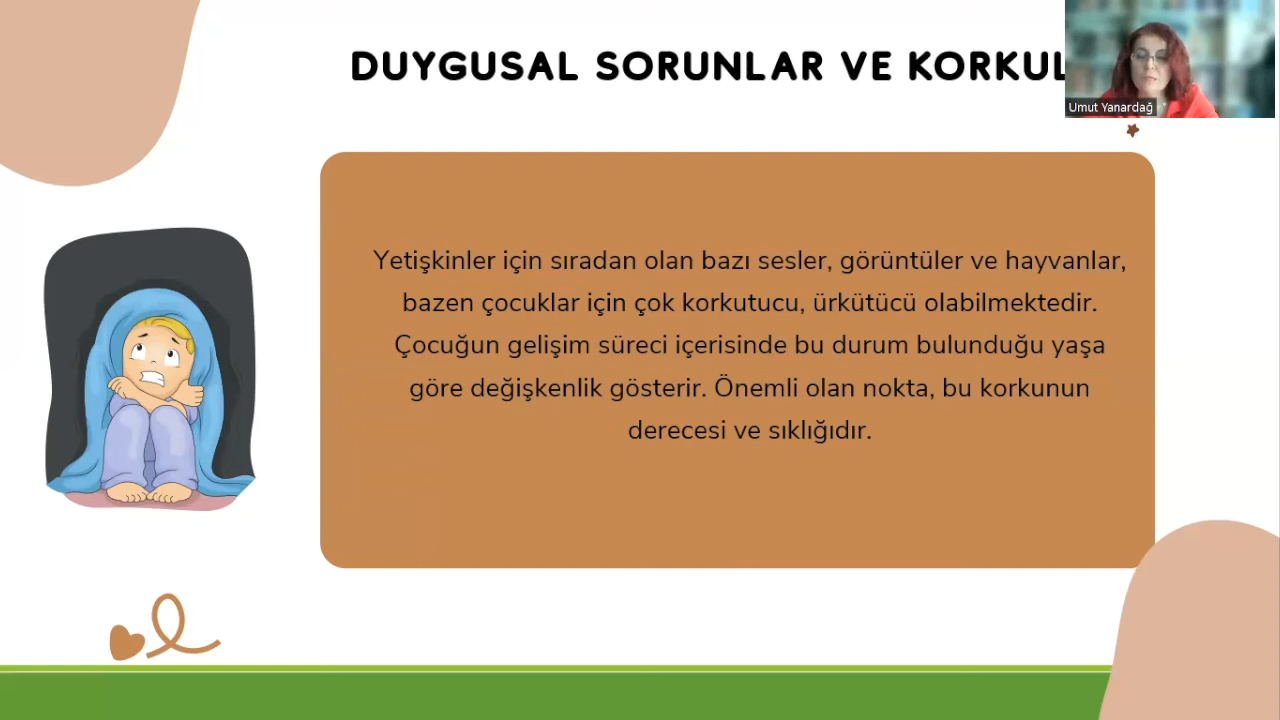 DUYGUSAL SORUNLAR VE
Umut Yanardağ
Yetişkinler için sıradan olan bazı sesler, görüntüler ve hayvanlar,
bazen çocuklar için çok korkutucu, ürkütücü olabilmektedir.
Çocuğun gelişim süreci içerisinde bu durum bulunduğu yaşa
göre değişkenlik gösterir. Önemli olan nokta, bu korkunun
derecesi ve sıklığıdır.